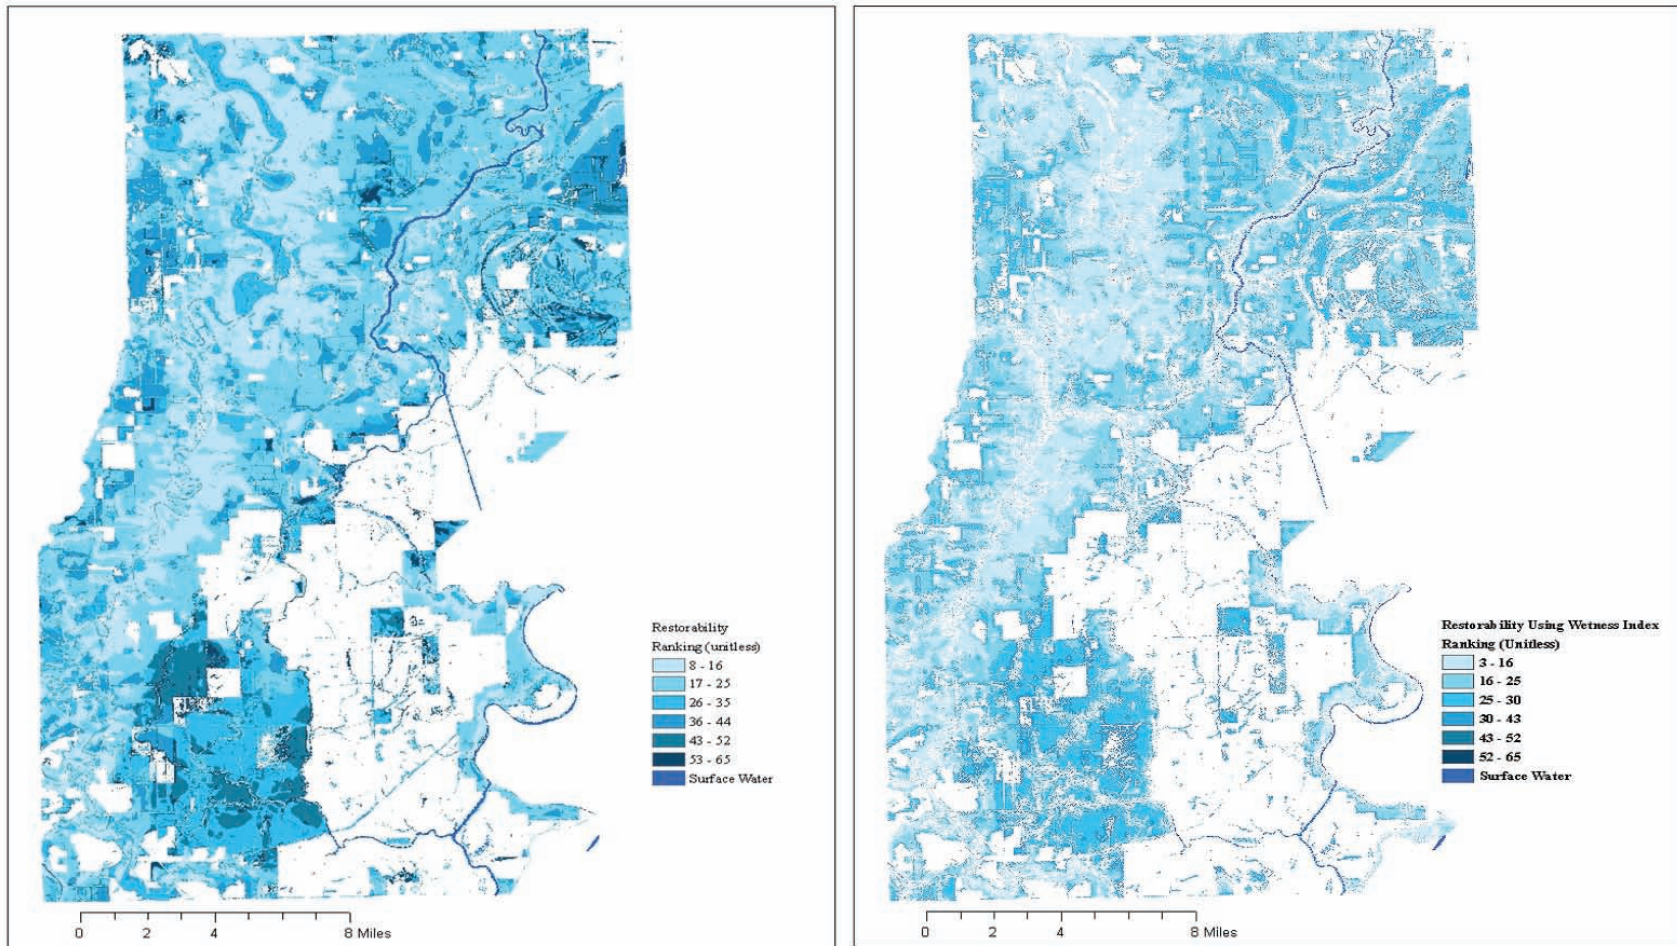 Restorability
Ranking (unitless)
8 - 16
17 - 25
26 - 35
36 - 44
43 - 52
53 - 65
Surface Water
0 2 4 8 Miles
Restorability Using Wetness Index
Ranking (Unitless)
3 - 16
16 - 25
25 - 30
30 - 43
43 - 52
52 - 65
Surface Water
0 2 4 8 Miles